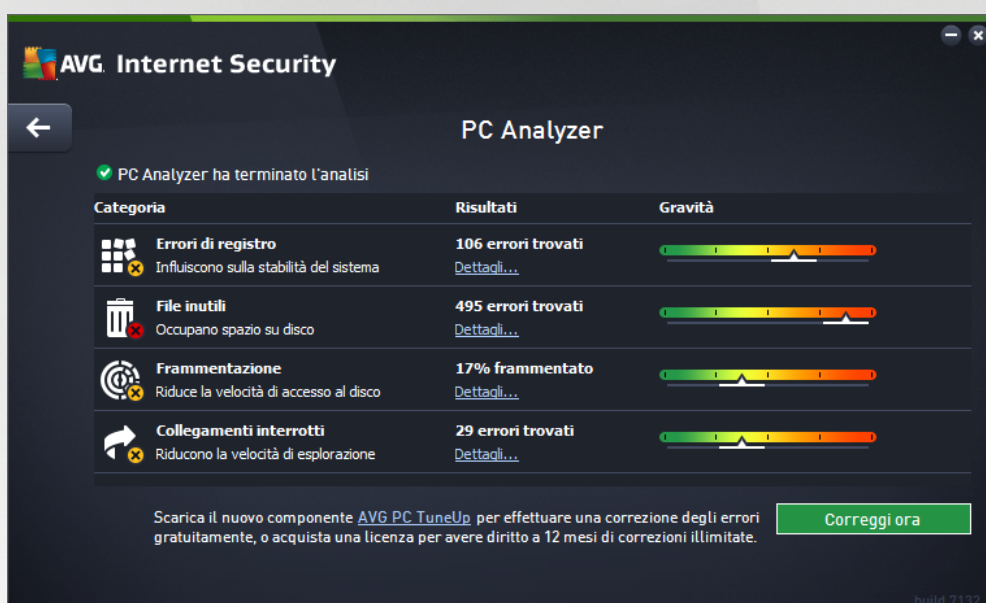 AVG. Internet Security
PC Analyzer
PC Analyzer ha terminato l'analisi
Categoria Risultati Gravità
Errori di registro 106 errori trovati
Influiscono sulla stabilità del sistema Dettagli...
File inutili 495 errori trovati
Occupano spazio su disco Dettagli...
Frammentazione 17% frammentato
Riduce la velocità di accesso al disco Dettagli...
Collegamenti interrotti 29 errori trovati
Riducono la velocità di esplorazione Dettagli...
Scarica il nuovo componente AVG PC TuneUp per effettuare una correzione degli errori
gratuitamente, o acquista una licenza per avere diritto a 12 mesi di correzioni illimitate.
Correggi ora
build 7132